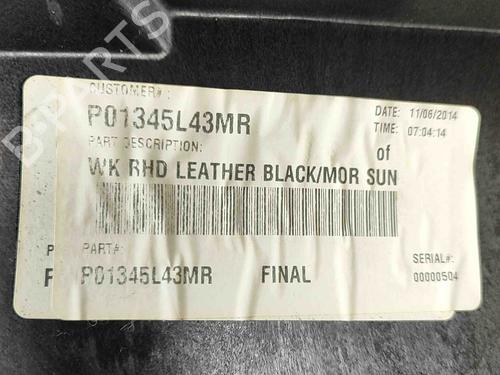 CUSTOMER#:
P01345L43MR
DATE: 11/06/2014
TIME: 07:04:14
PART DESCRIPTION:
of
WK RHD LEATHER BLACK/MOR SUN
PART#:
P01345L43MR
FINAL
SERIAL#:
00000504
P
F
B-PARTS